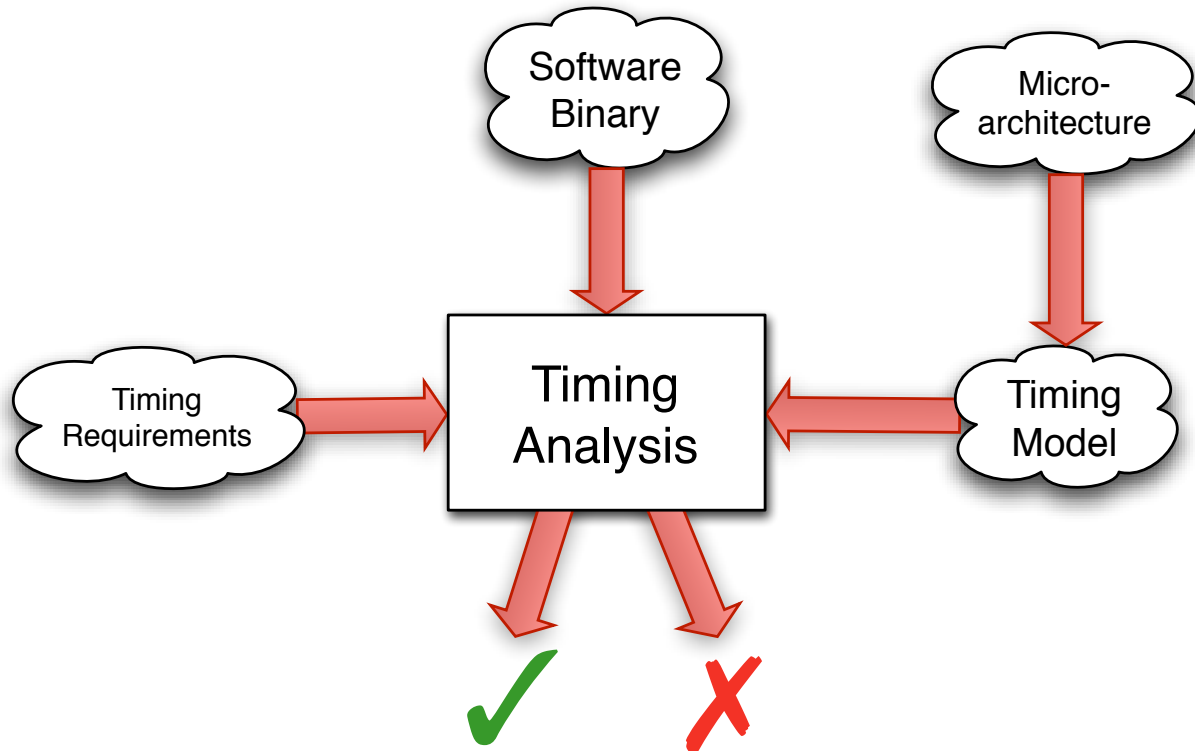 Software
Binary
Micro-
architecture
Timing
Requirements
Timing
Analysis
Timing
Model